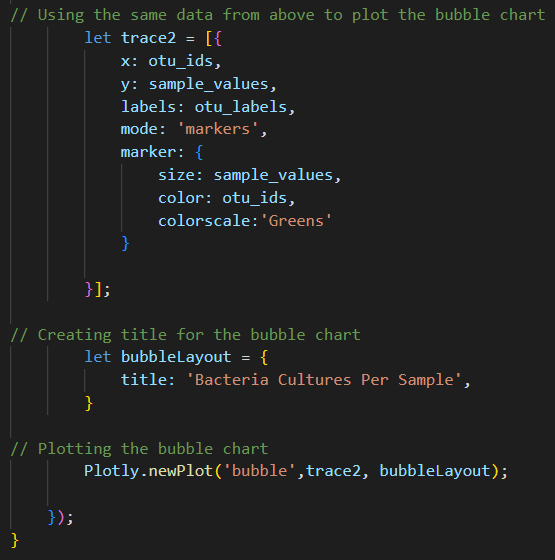 // Using the same data from above to plot the bubble chart
let trace2 = [{
x: otu_ids,
y: sample_values,
labels: otu_labels,
mode: 'markers',
marker: {
size: sample_values,
color: otu_ids,
colorscale:'Greens'
}
}];
// Creating title for the bubble chart
let bubbleLayout = {
title: 'Bacteria Cultures Per Sample',
}
// Plotting the bubble chart
Plotly.newPlot('bubble',trace2, bubbleLayout);
});
}